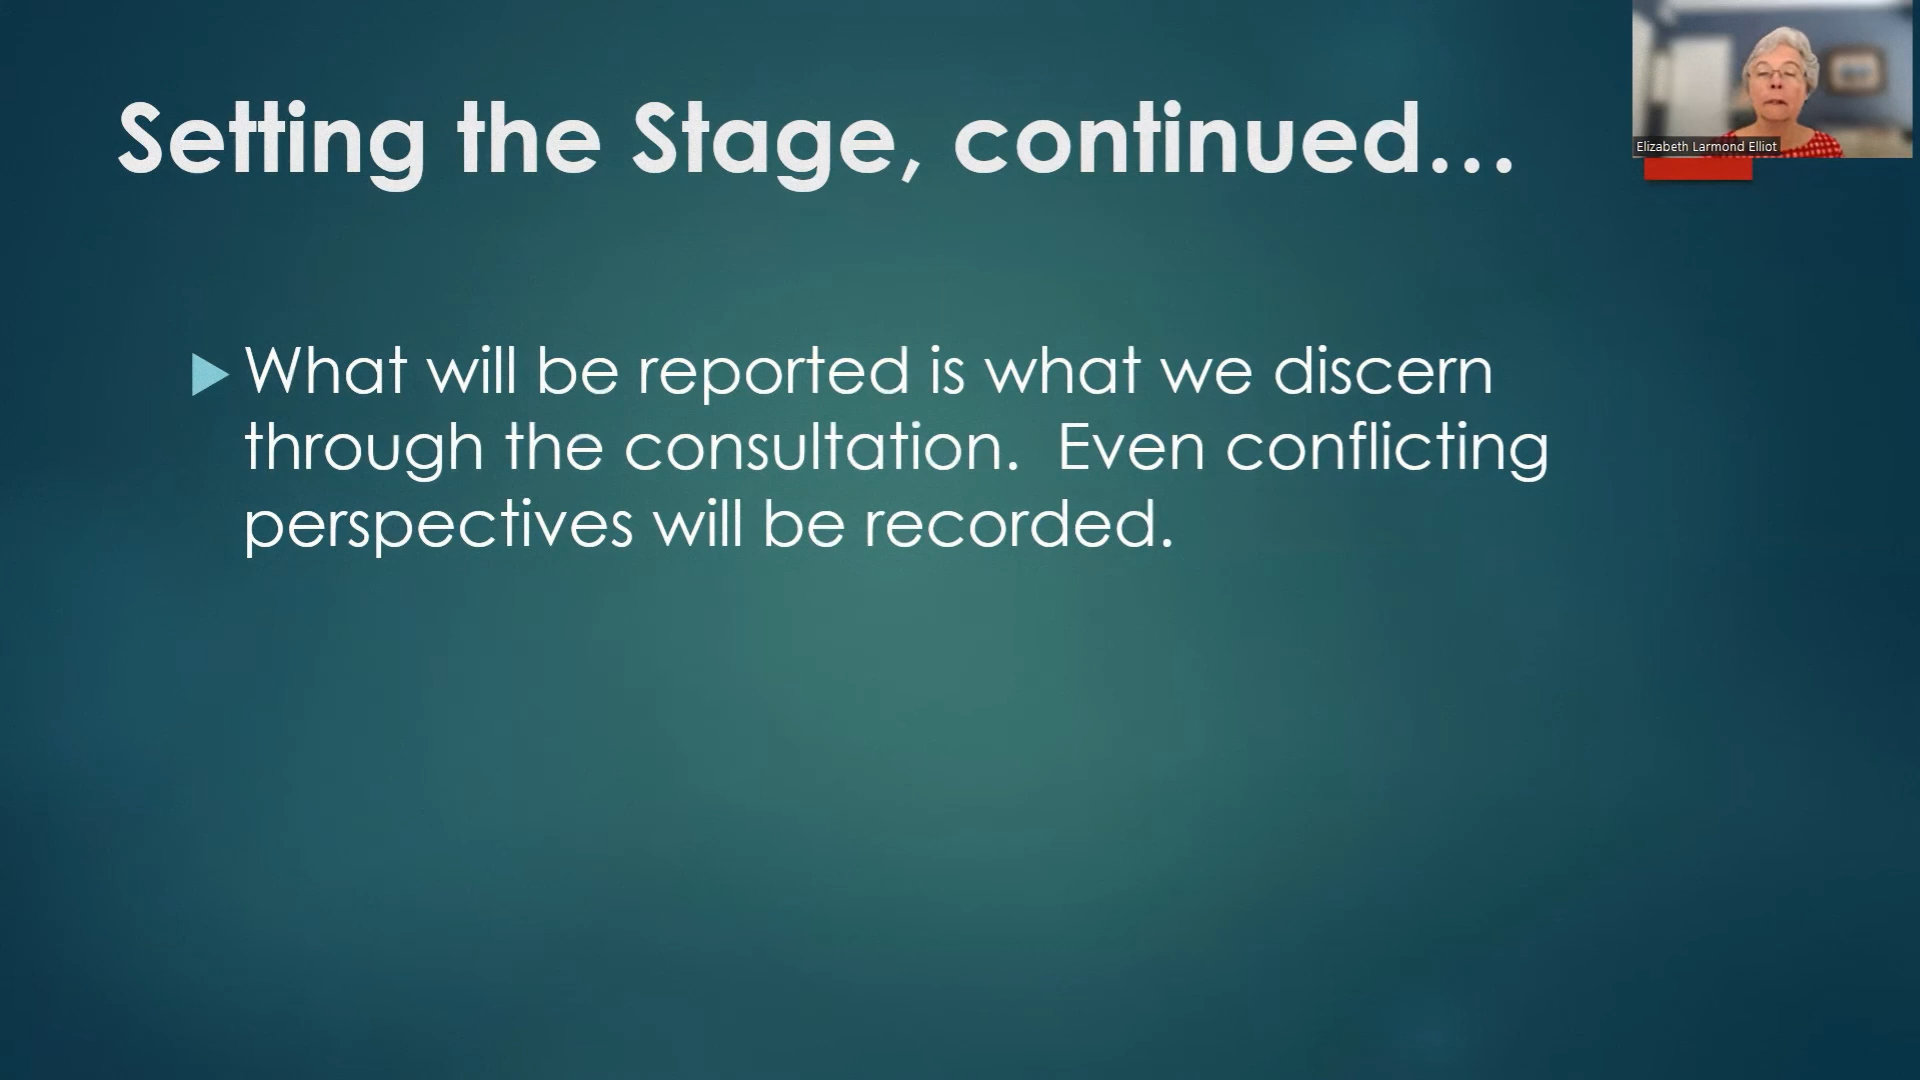 Setting the Stage, continued…
Elizabeth Larmond Elliot
What will be reported is what we discern
through the consultation.  Even conflicting
perspectives will be recorded.